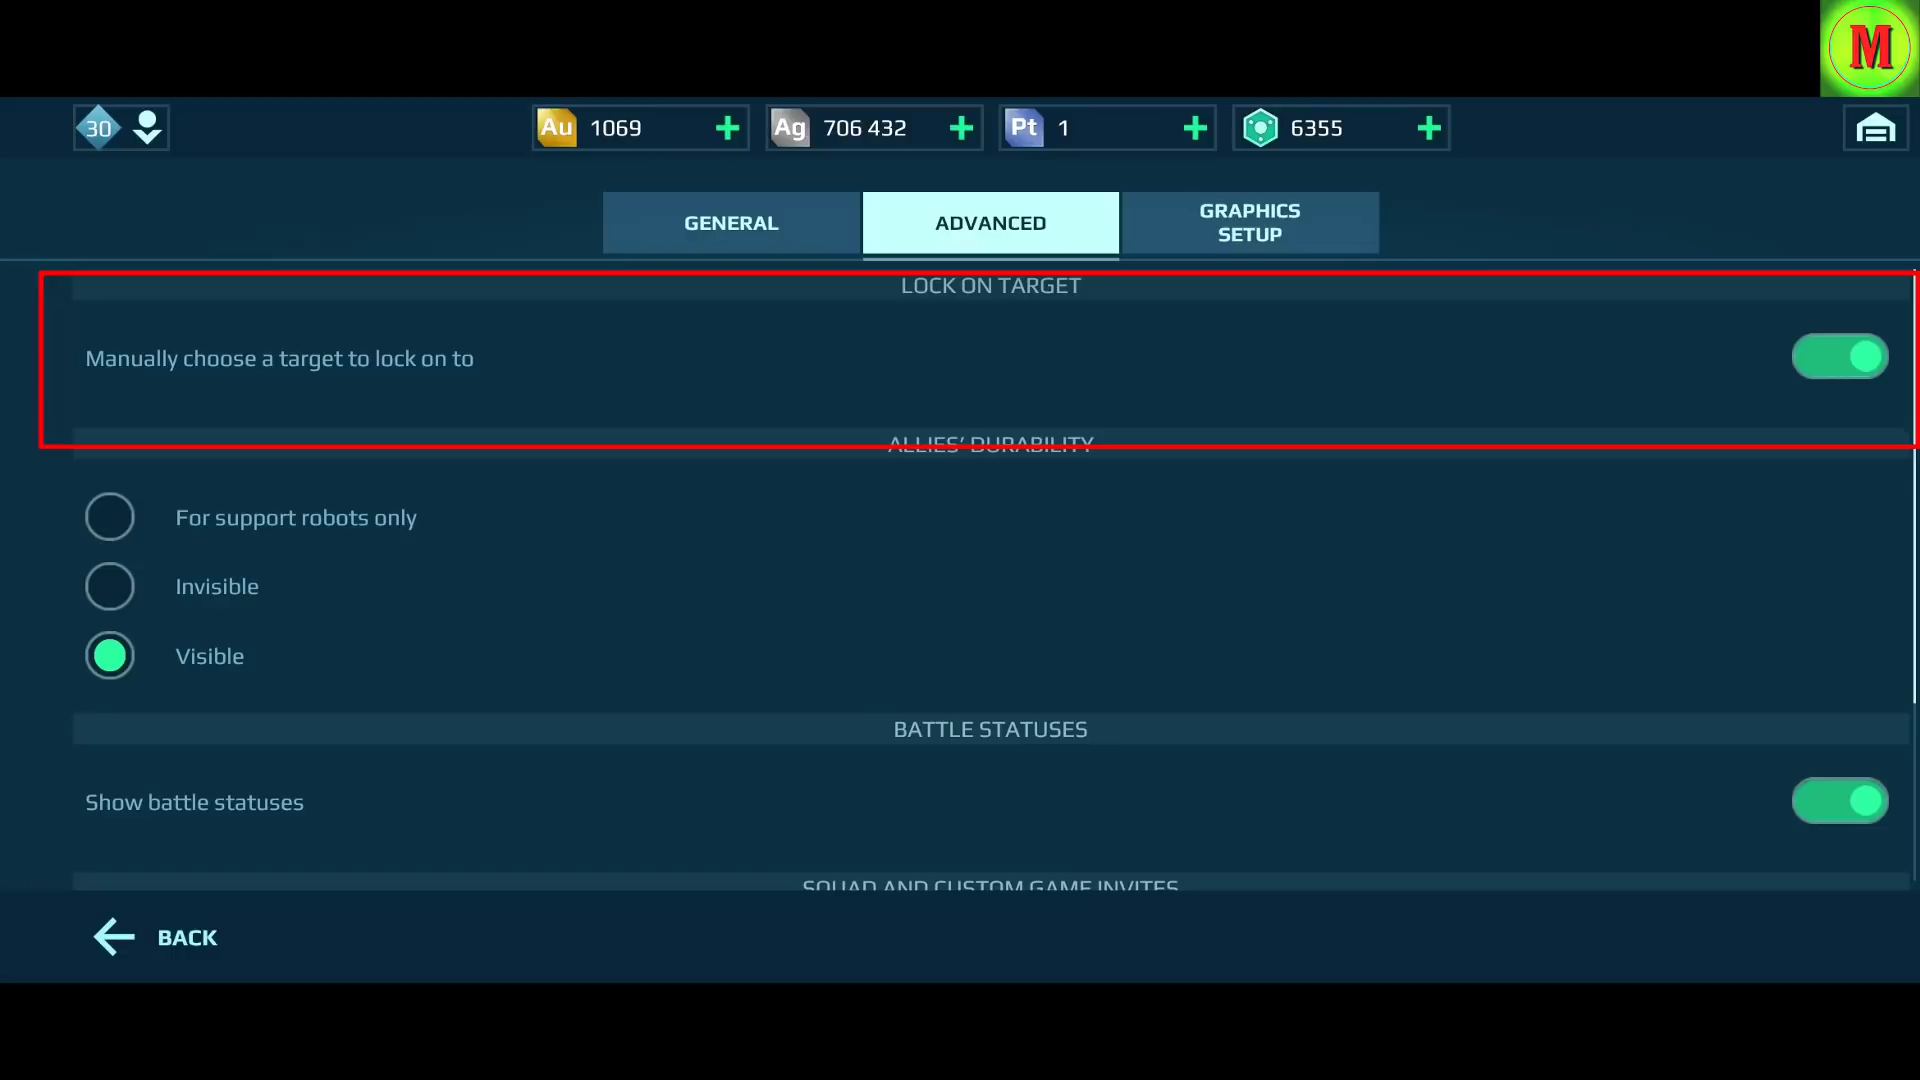 M
30
Au 1069
Ag 706 432
Pt 1
6355
GENERAL
ADVANCED
GRAPHICS
SETUP
LOCK ON TARGET
Manually choose a target to lock on to
ALLIES' DURABILITY
For support robots only
Invisible
Visible
BATTLE STATUSES
Show battle statuses
SQUAD AND CUSTOM GAME INVITES
BACK